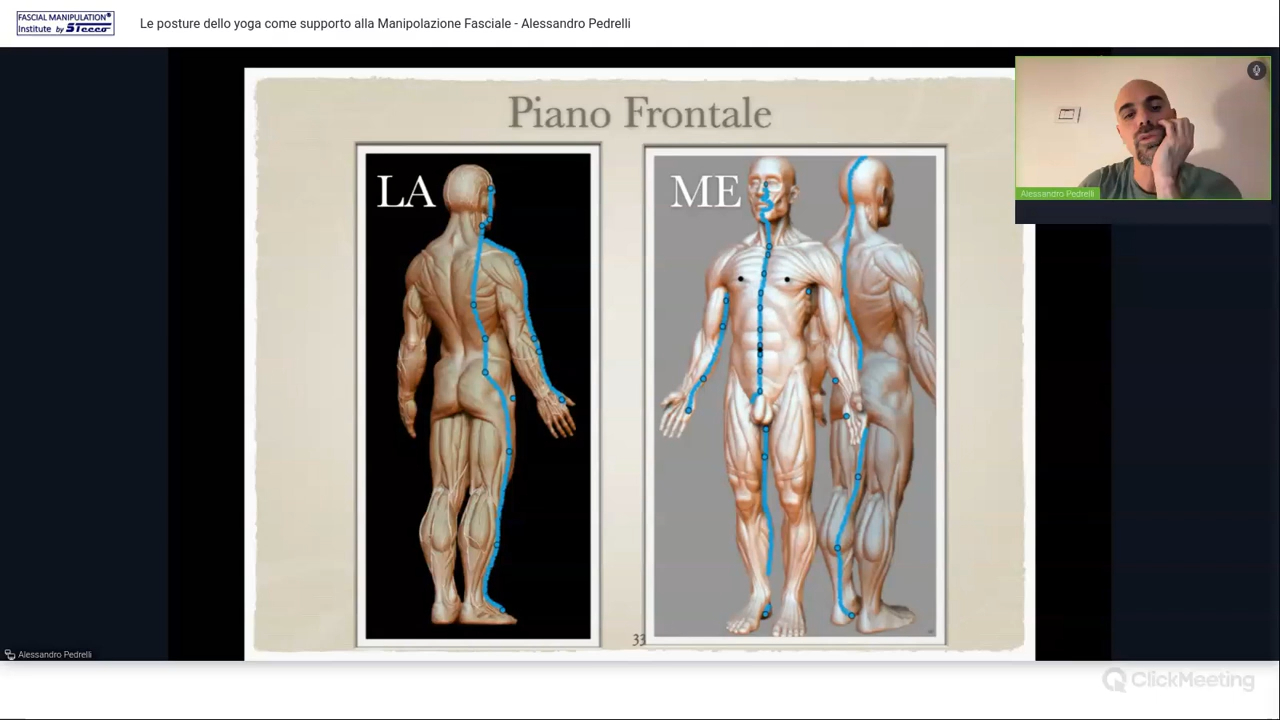 FASCIAL MANIPULATION®
Institute by STECCO
Le posture dello yoga come supporto alla Manipolazione Fasciale - Alessandro Pedrelli
Piano Frontale
LA
ME
Alessandro Pedrelli
33
Alessandro Pedrelli
ClickMeeting